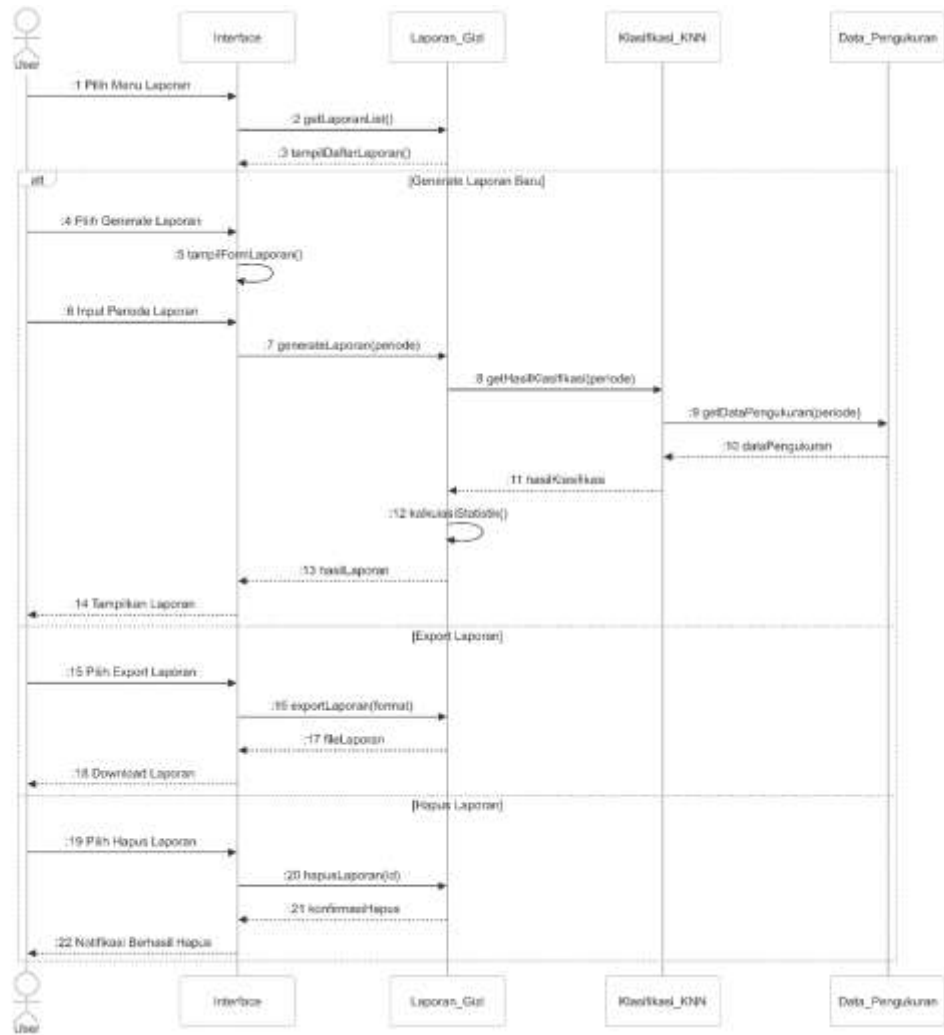 User
Interface
Laporan_Gizi
Klasifikasi_KNN
Data_Pengukuran
:1 Pilih Menu Laporan
:2 getLaporanList()
:3 tampilDaftarLaporan()
alt
[Generate Laporan Baru]
:4 Pilih Generate Laporan
:5 tampilFormLaporan()
:6 Input Periode Laporan
:7 generateLaporan(periode)
:8 getHasilKlasifikasi(periode)
:9 getDataPengukuran(periode)
:10 dataPengukuran
:11 hasilKlasifikasi
:12 kalkulasiStatistik()
:13 hasilLaporan
:14 Tampilkan Laporan
[Export Laporan]
:15 Pilih Export Laporan
:16 exportLaporan(format)
:17 fileLaporan
:18 Download Laporan
[Hapus Laporan]
:19 Pilih Hapus Laporan
:20 hapusLaporan(id)
:21 konfirmasiHapus
:22 Notifikasi Berhasil Hapus
User
Interface
Laporan_Gizi
Klasifikasi_KNN
Data_Pengukuran